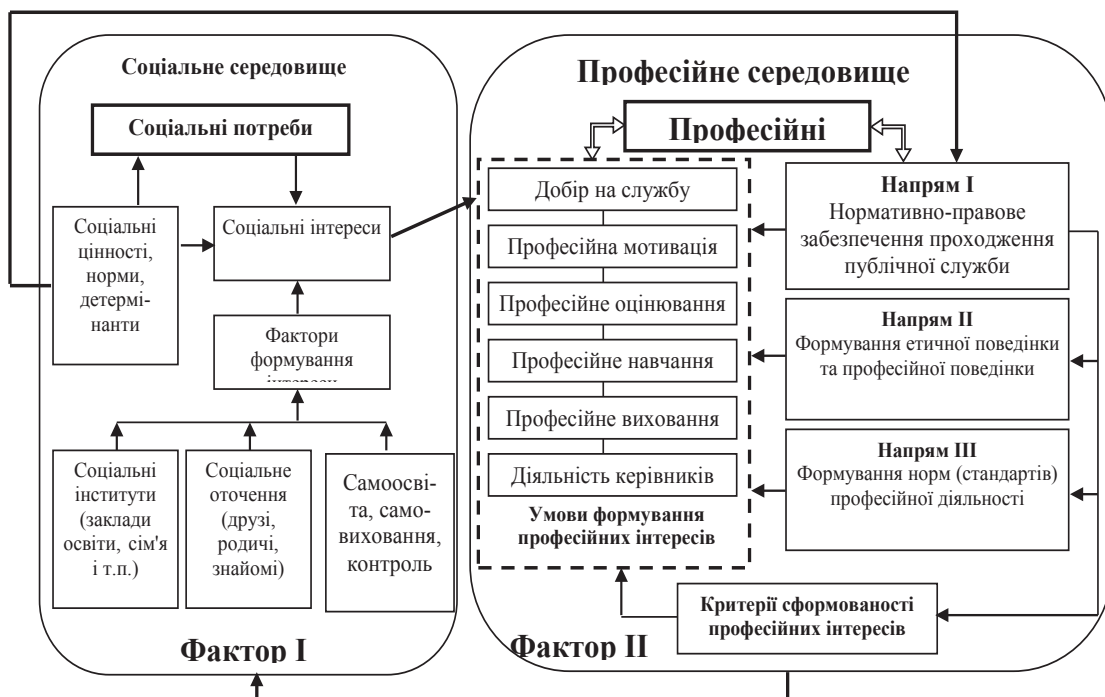 Соціальне середовище
Соціальні потреби
Соціальні
цінності,
норми,
детермі-
нанти
Соціальні інтереси
Фактори
формування
Соціальні
інститути
(заклади
освіти, сім'я
і т.п.)
Соціальне
оточення
(друзі,
родичі,
знайомі)
Самоосві-
та, само-
виховання,
контроль
Фактор І
Професійне середовище
Професійні
Добір на службу
Професійна мотивація
Професійне оцінювання
Професійне навчання
Професійне виховання
Діяльність керівників
Умови формування
професійних інтересів
Напрям І
Нормативно-правове
забезпечення проходження
публічної служби
Напрям ІІ
Формування етичної поведінки
та професійної поведінки
Напрям ІІІ
Формування норм (стандартів)
професійної діяльності
Критерії сформованості
професійних інтересів
Фактор ІІ